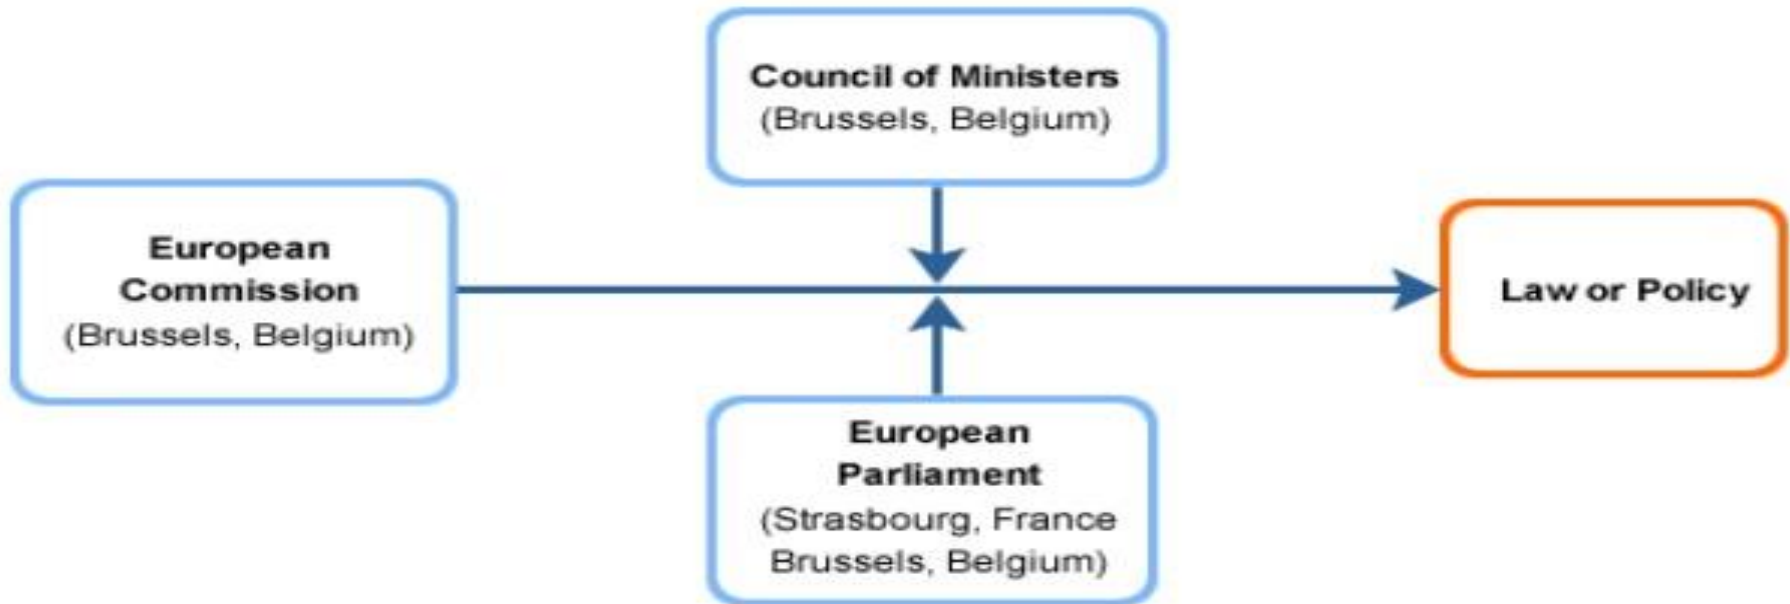 Council of Ministers
(Brussels, Belgium)
European
Commission
(Brussels, Belgium)
Law or Policy
European
Parliament
(Strasbourg, France
Brussels, Belgium)